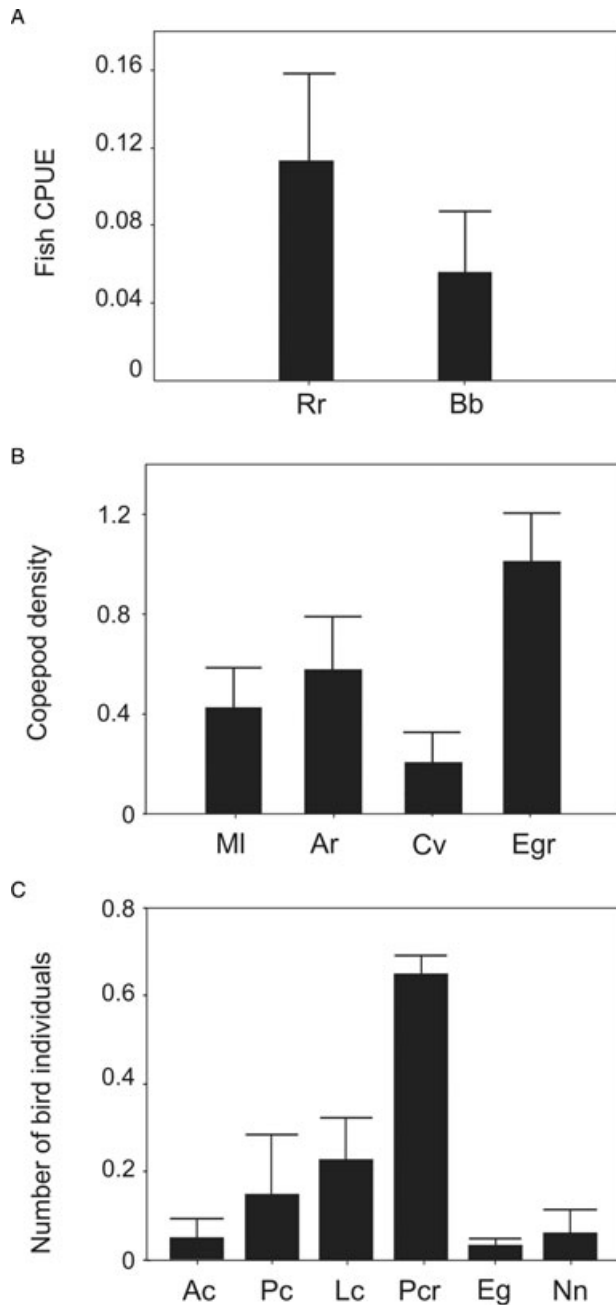 A
Fish CPUE
0.16
0.12
0.08
0.04
0
Rr Bb
B
Copepod density
1.2
0.8
0.4
0
Ml Ar Cv Egr
C
Number of bird individuals
0.8
0.6
0.4
0.2
0
Ac Pc Lc Pcr Eg Nn